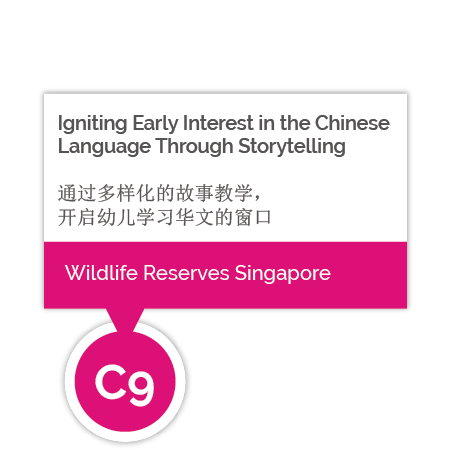 Igniting Early Interest in the Chinese
Language Through Storytelling
通过多样化的故事教学，
开启幼儿学习华文的窗口
Wildlife Reserves Singapore
C9